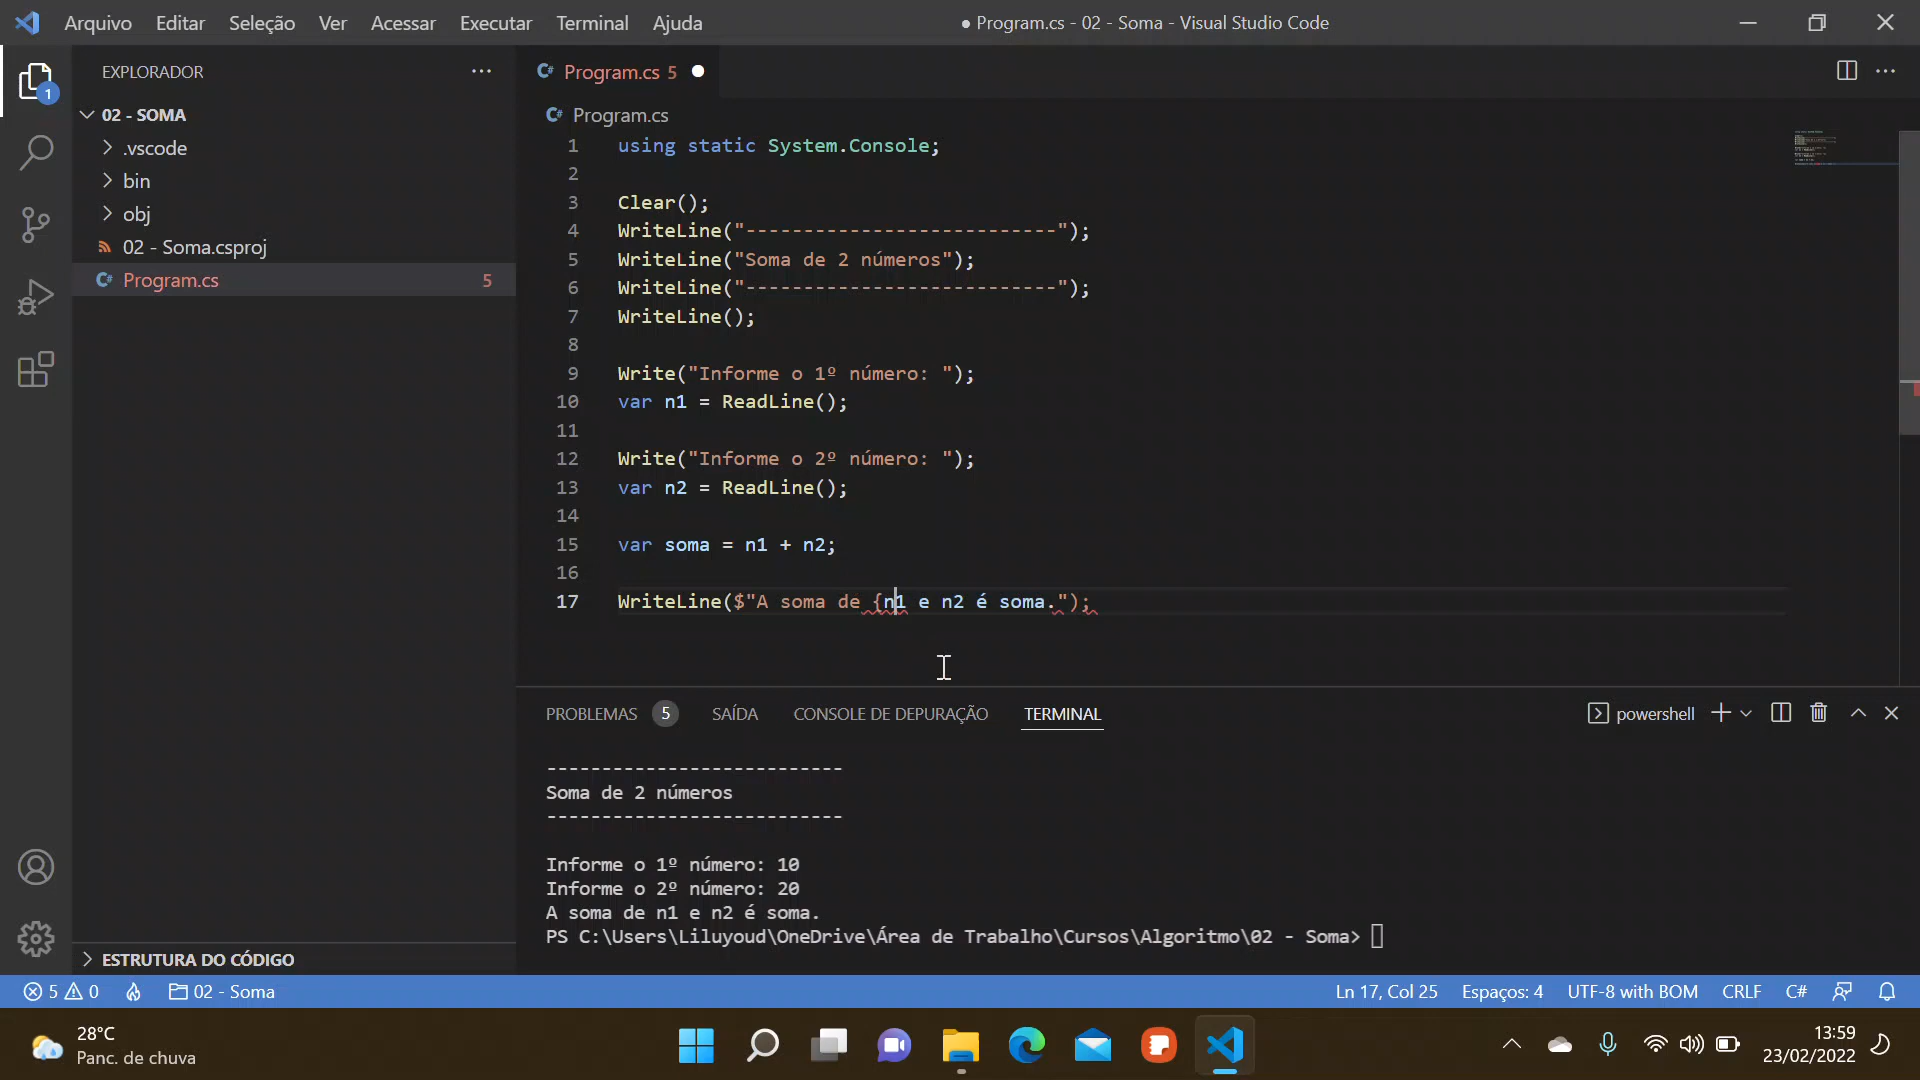 Arquivo Editar Seleção Ver Acessar Executar Terminal Ajuda
● Program.cs - 02 - Soma - Visual Studio Code
EXPLORADOR
02 - SOMA
.vscode
bin
obj
02 - Soma.csproj
Program.cs 5
1
Program.cs 5
Program.cs
1 using static System.Console;
2
3 Clear();
4 WriteLine("---------------------------");
5 WriteLine("Soma de 2 números");
6 WriteLine("---------------------------");
7 WriteLine();
8
9 Write("Informe o 1º número: ");
10 var n1 = ReadLine();
11
12 Write("Informe o 2º número: ");
13 var n2 = ReadLine();
14
15 var soma = n1 + n2;
16
17 WriteLine($"A soma de {n1 e n2 é soma.");
PROBLEMAS 5 SAÍDA CONSOLE DE DEPURAÇÃO TERMINAL
powershell
---------------------------
Soma de 2 números
---------------------------
Informe o 1º número: 10
Informe o 2º número: 20
A soma de n1 e n2 é soma.
PS C:\Users\Liluyoud\OneDrive\Área de Trabalho\Cursos\Algoritmo\02 - Soma>
ESTRUTURA DO CÓDIGO
5 0 02 - Soma
Ln 17, Col 25 Espaços: 4 UTF-8 with BOM CRLF C#
28°C
Panc. de chuva
13:59
23/02/2022